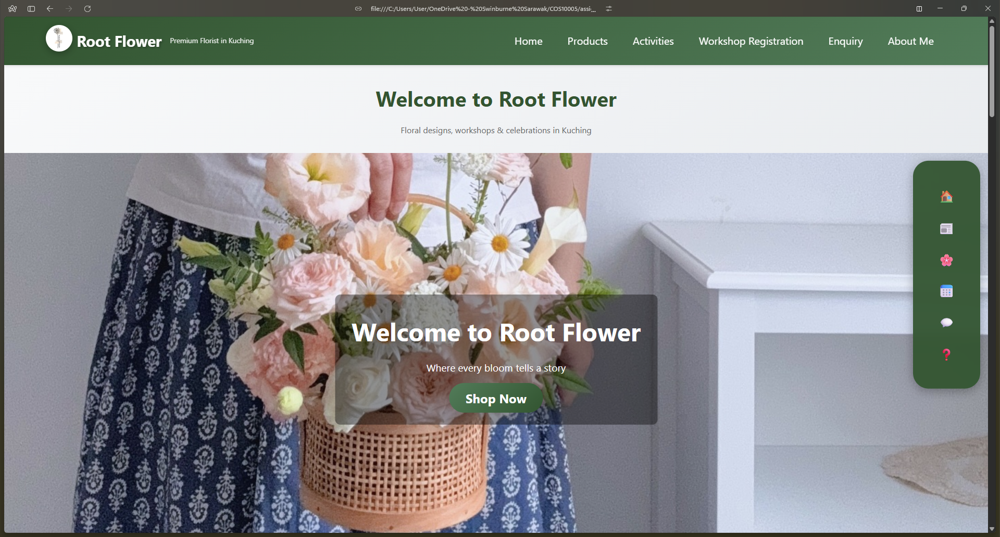 file:///C:/Users/User/OneDrive%20-%20Swinburne%20Sarawak/COS10005/assi...
Root Flower
Premium Florist in Kuching
Home
Products
Activities
Workshop Registration
Enquiry
About Me
Welcome to Root Flower
Floral designs, workshops & celebrations in Kuching
Welcome to Root Flower
Where every bloom tells a story
Shop Now